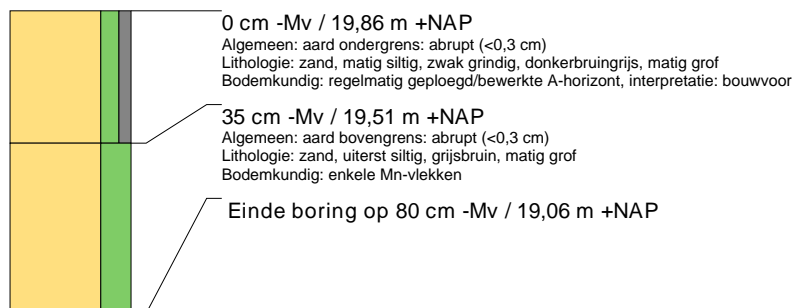 0 cm -Mv / 19,86 m +NAP
Algemeen: aard ondergrens: abrupt (<0,3 cm)
Lithologie: zand, matig siltig, zwak grindig, donkerbruingrijs, matig grof
Bodemkundig: regelmatig geploegd/bewerkte A-horizont, interpretatie: bouwvoor
35 cm -Mv / 19,51 m +NAP
Algemeen: aard bovengrens: abrupt (<0,3 cm)
Lithologie: zand, uiterst siltig, grijsbruin, matig grof
Bodemkundig: enkele Mn-vlekken
Einde boring op 80 cm -Mv / 19,06 m +NAP